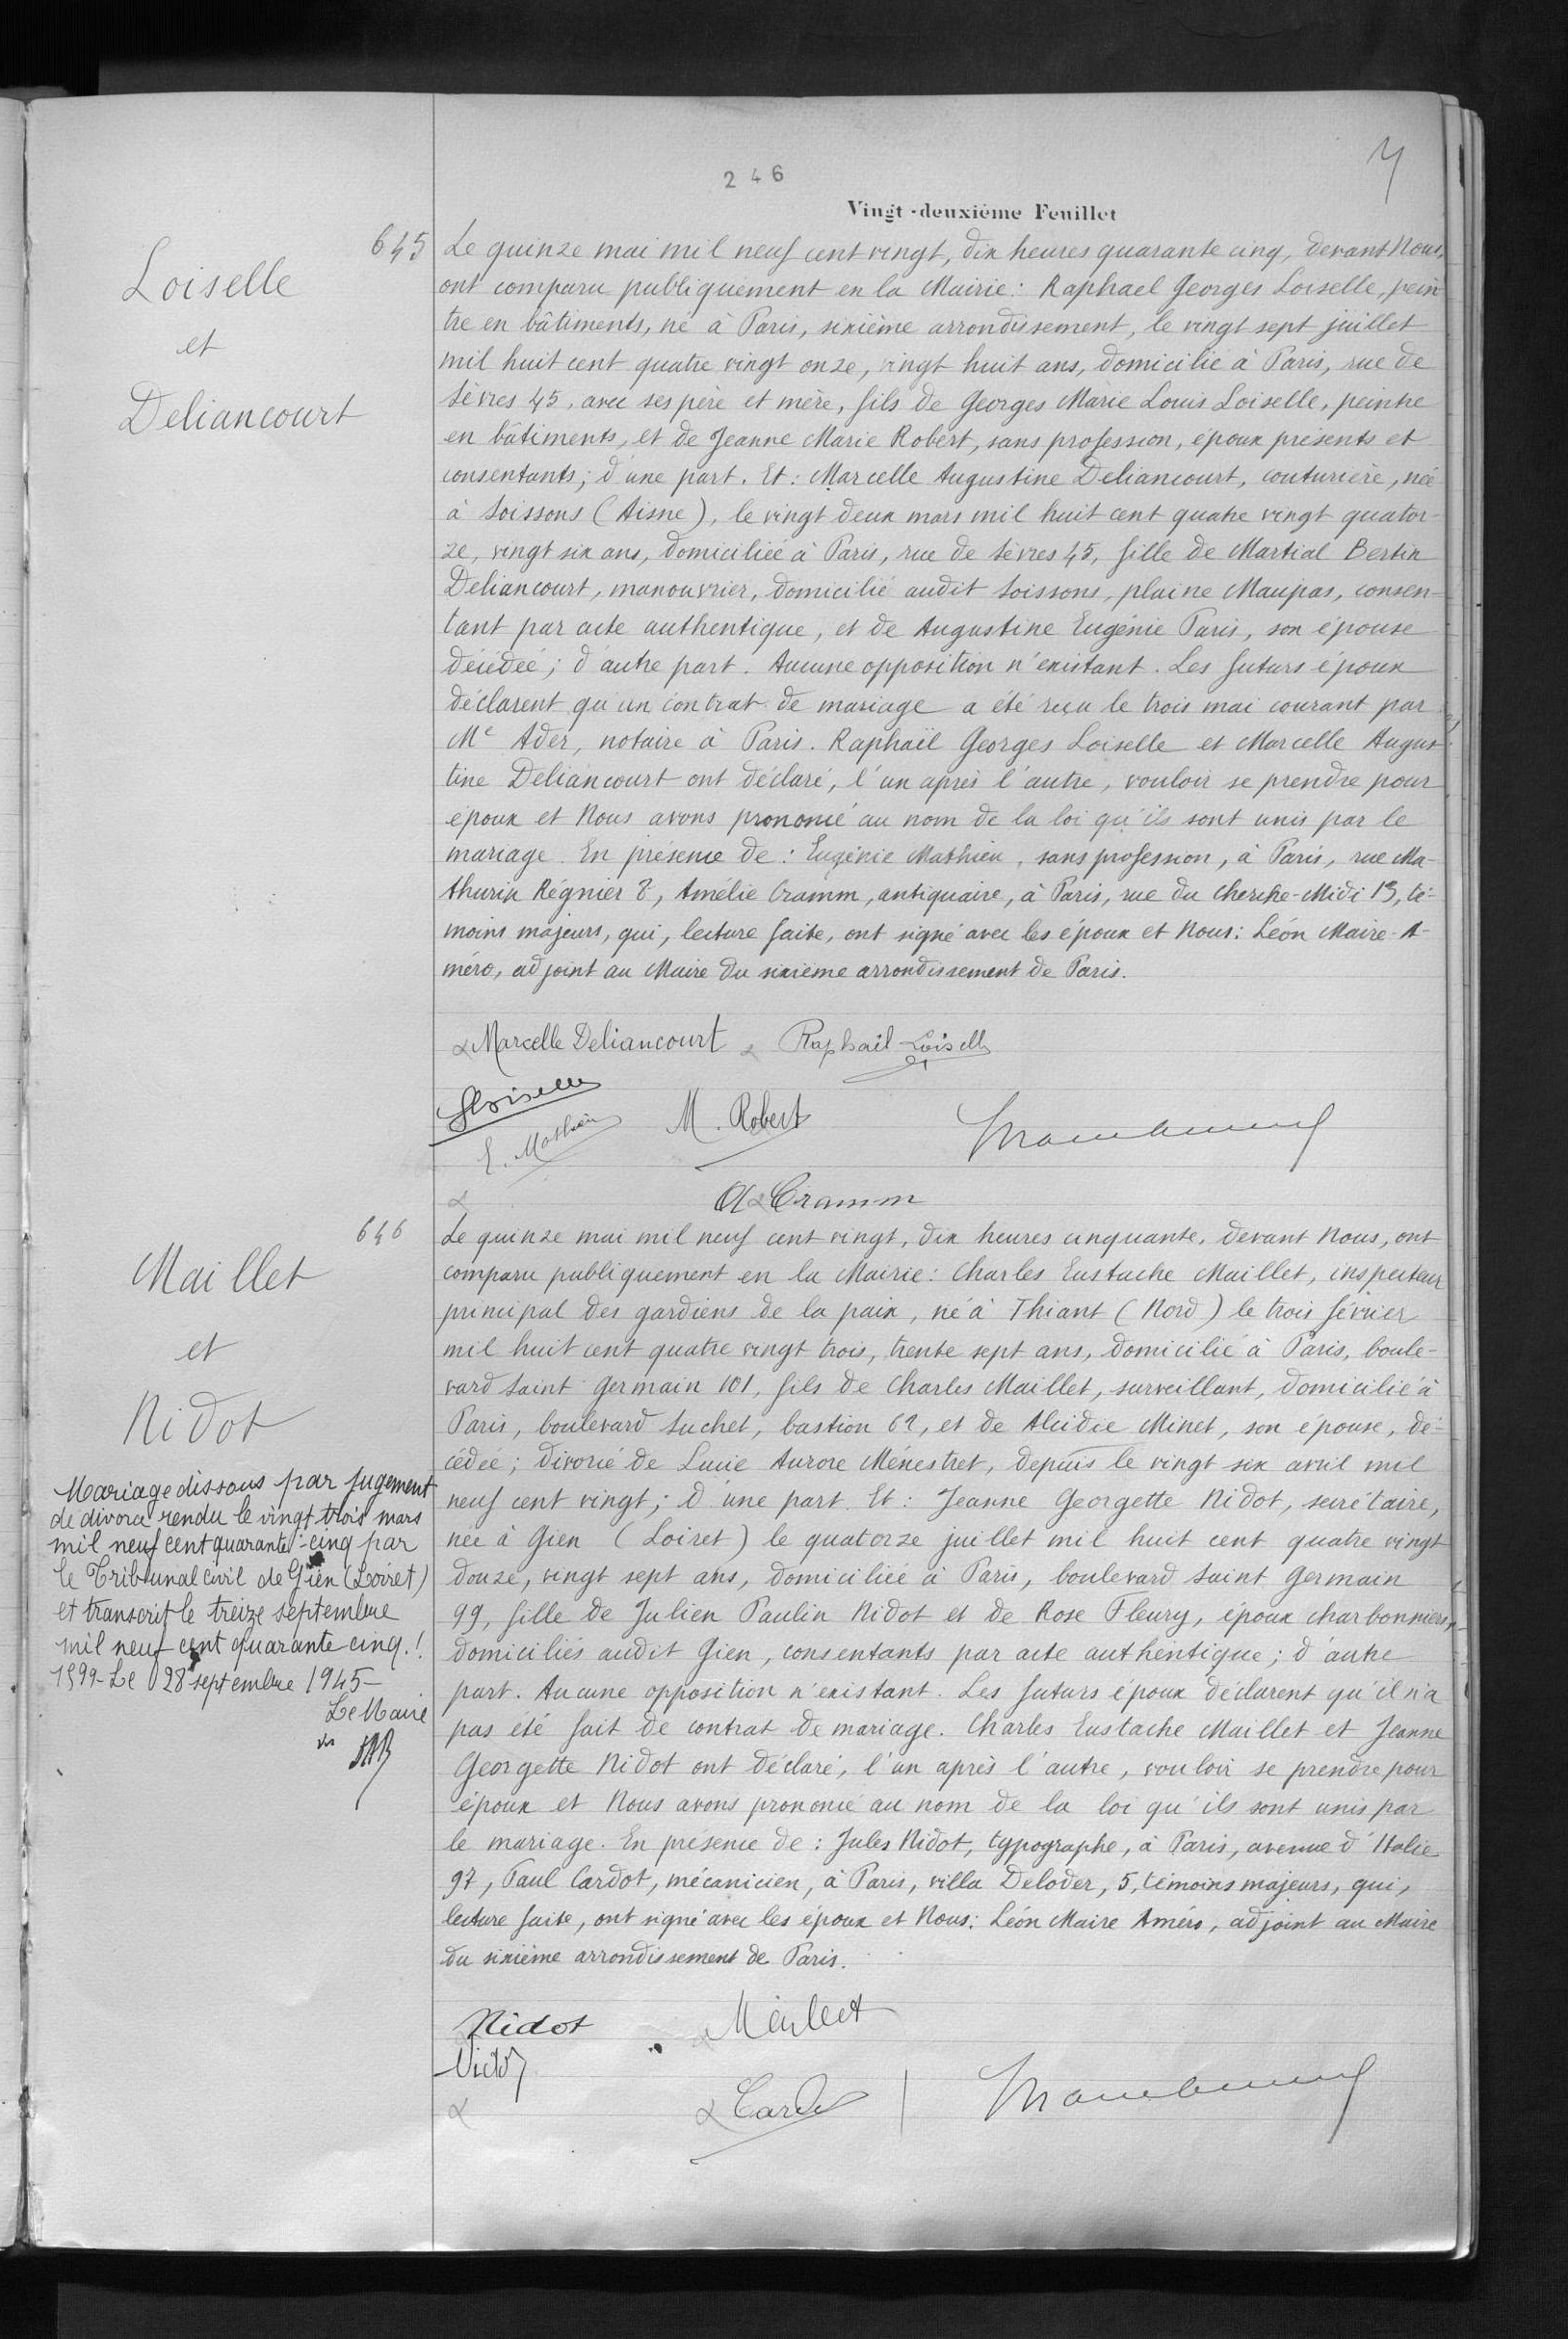 246
Vingt-deuxième Feuillet
645
Loiselle
et
Deliancourt
Le quinze mai mil neuf cent vingt, dix heures quarante cinq, devant Nous,
ont comparu publiquement en la Mairie: Raphael Georges Loiselle, pein
tre en bâtiments, né à Paris, sixième arrondissement, le vingt sept juillet
mil huit cent quatre vingt onze, vingt huit ans, domicilié à Paris, rue de
Sèvres 45, avec ses père et mère, fils de Georges Marie Louis Loiselle, peintre
en bâtiments, et de Jeanne Marie Robert, sans profession, époux présents et
consentants; d'une part. Et: Marcelle Augustine Deliancourt, couturière, née
à Soissons (Aisne), le vingt deux mars mil huit cent quatre vingt quator-
ze, vingt six ans, domiciliée à Paris, rue de Sèvres 45, fille de Martial Bertin
Deliancourt, manouvrier, domicilié audit Soissons, plaine Maupas, consen-
tant par acte authentique, et de Augustine Eugénie Paris, son épouse
décédée; d'autre part. Aucune opposition n'existant. Les futurs époux
déclarent qu'un contrat de mariage a été reçu le trois mai courant par
Me Ader, notaire à Paris. Raphaël Georges Loiselle et Marcelle Augus
tine Deliancourt ont déclaré, l'un après l'autre, vouloir se prendre pour
époux et Nous avons prononcé au nom de la loi qu'ils sont unis par le
mariage. En présence de: Eugénie Mathieu, sans profession, à Paris, rue Ma-
thurin Régnier 8, Amélie Cramm, antiquaire, à Paris, rue du Cherche-Midi 13, té-
moins majeurs, qui, lecture faite, ont signé avec les époux et Nous: Léon Maire-A-
méro, adjoint au Maire du sixième arrondissement de Paris.
Marcelle Deliancourt Raphaël Loiselle
Loiselle
E. Mathieu M. Robert
A Cramm
646
Maillet
et
Nidot
Mariage dissous par jugement
de divorce rendu le vingt trois mars
mil neuf cent quarante-cinq par
le Tribunal civil de Gien (Loiret)
et transcrit le treize septembre
mil neuf cent quarante cinq.
1599- Le 28 septembre 1945-
Le Maire
Le quinze mai mil neuf cent vingt, dix heures cinquante, devant Nous, ont
comparu publiquement en la Mairie: Charles Eustache Maillet, inspecteur
principal des gardiens de la paix, né à Thiant (Nord) le trois février
mil huit cent quatre vingt trois, trente sept ans, domicilié à Paris, boule-
vard Saint Germain 101, fils de Charles Maillet, surveillant, domicilié à
Paris, boulevard Suchet, bastion 62, et de Alcidie Minet, son épouse, dé-
cédée; divorcé de Lucie Aurore Ménestret, depuis le vingt six avril mil
neuf cent vingt; d'une part. Et: Jeanne Georgette Nidot, secrétaire,
née à Gien (Loiret) le quatorze juillet mil huit cent quatre vingt
douze, vingt sept ans, domiciliée à Paris, boulevard Saint Germain
99, fille de Julien Paulin Nidot et de Rose Fleury, époux charbonniers,
domiciliés audit Gien, consentants par acte authentique; d'autre
part. Aucune opposition n'existant. Les futurs époux déclarent qu'il n'a
pas été fait de contrat de mariage. Charles Eustache Maillet et Jeanne
Georgette Nidot ont déclaré, l'un après l'autre, vouloir se prendre pour
époux et Nous avons prononcé au nom de la loi qu'ils sont unis par
le mariage. En présence de: Jules Nidot, typographe, à Paris, avenue d'Italie
97, Paul Cardot, mécanicien, à Paris, villa Deloder, 5, témoins majeurs, qui,
lecture faite, ont signé avec les époux et Nous: Léon Maire Améro, adjoint au Maire
du sixième arrondissement de Paris.
Nidot Maillet
Nidot
Cardot